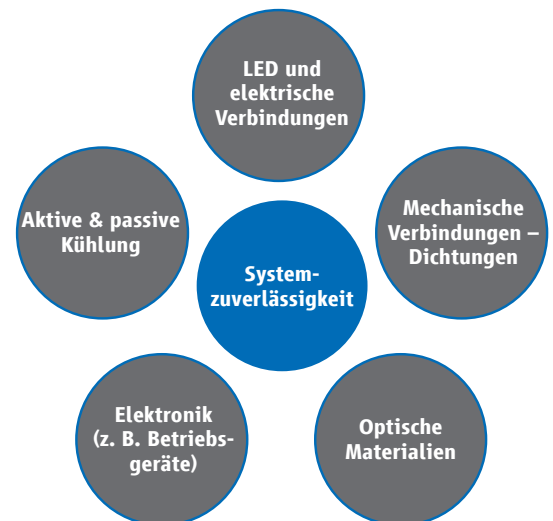 LED und
elektrische
Verbindungen
Aktive & passive
Kühlung
Mechanische
Verbindungen –
Dichtungen
System-
zuverlässigkeit
Elektronik
(z. B. Betriebs-
geräte)
Optische
Materialien